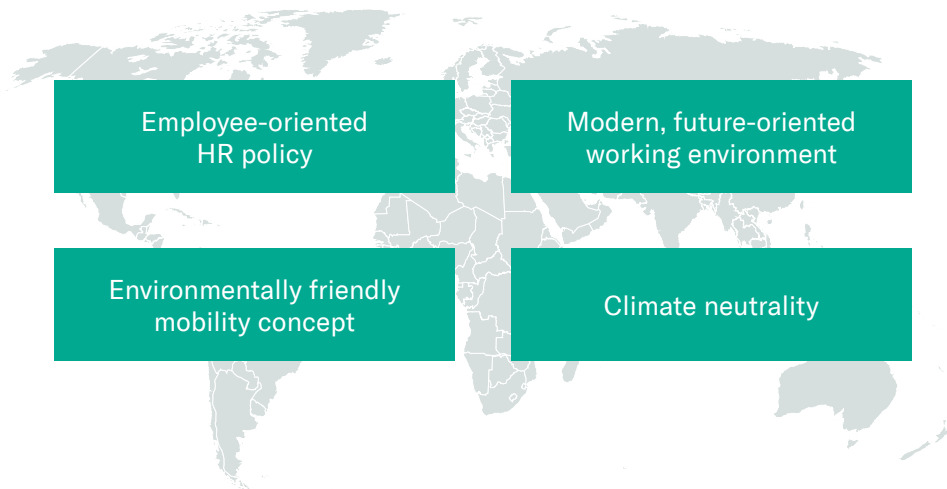 Employee-oriented
HR policy
Modern, future-oriented
working environment
Environmentally friendly
mobility concept
Climate neutrality